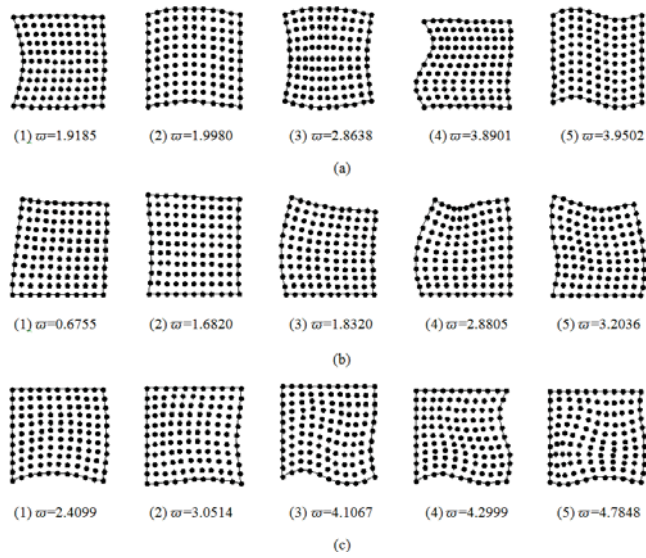 (1) ϖ=1.9185 (2) ϖ=1.9980 (3) ϖ=2.8638 (4) ϖ=3.8901 (5) ϖ=3.9502
(a)
(1) ϖ=0.6755 (2) ϖ=1.6820 (3) ϖ=1.8320 (4) ϖ=2.8805 (5) ϖ=3.2036
(b)
(1) ϖ=2.4099 (2) ϖ=3.0514 (3) ϖ=4.1067 (4) ϖ=4.2999 (5) ϖ=4.7848
(c)